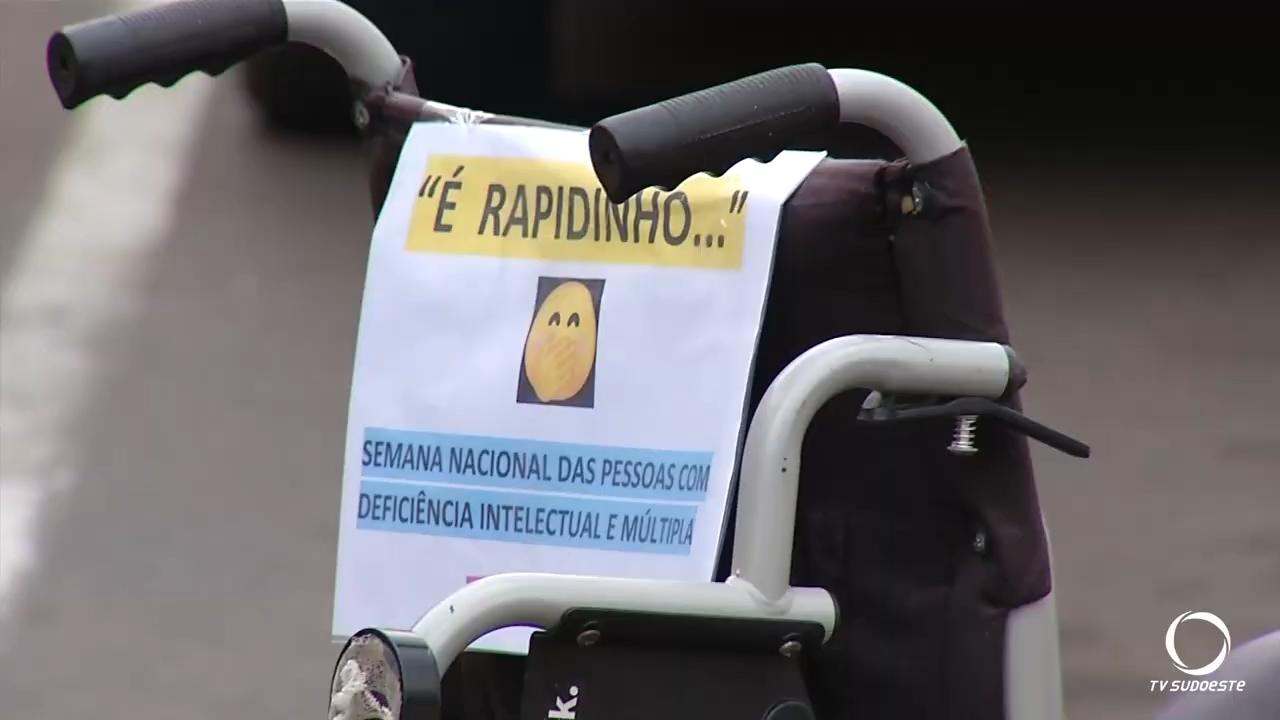 “É RAPIDINHO...”
SEMANA NACIONAL DAS PESSOAS COM
DEFICIÊNCIA INTELECTUAL E MÚLTIPLA
k.
TV SUDOESTE